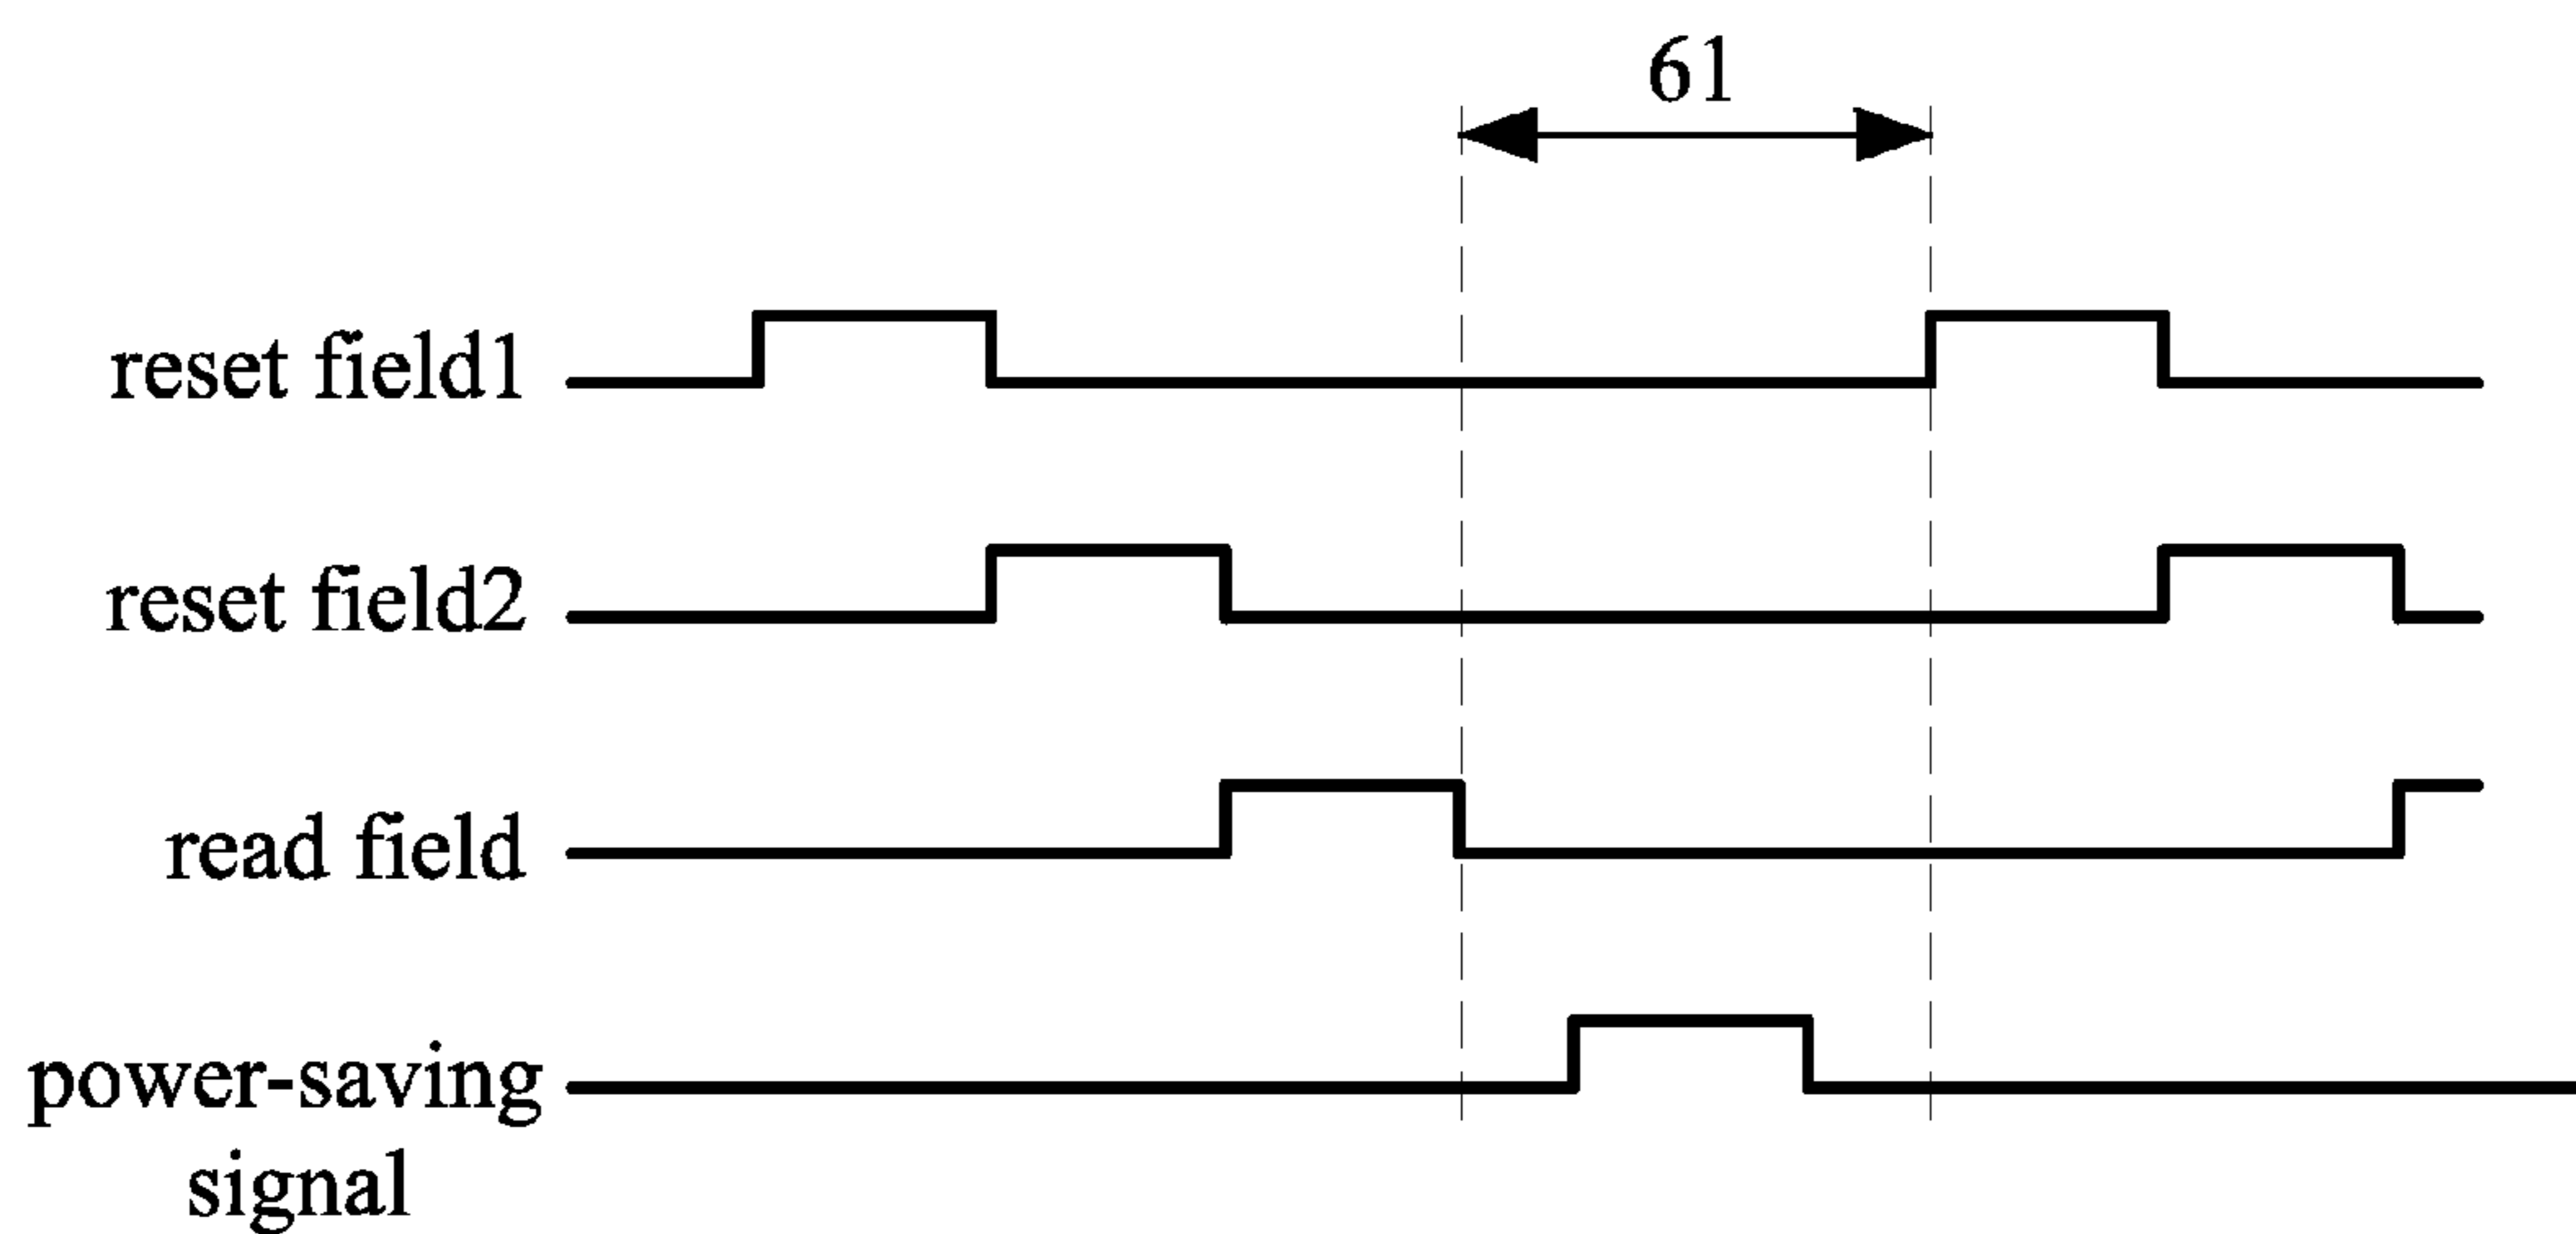 61
reset field1
reset field2
read field
power-saving
signal